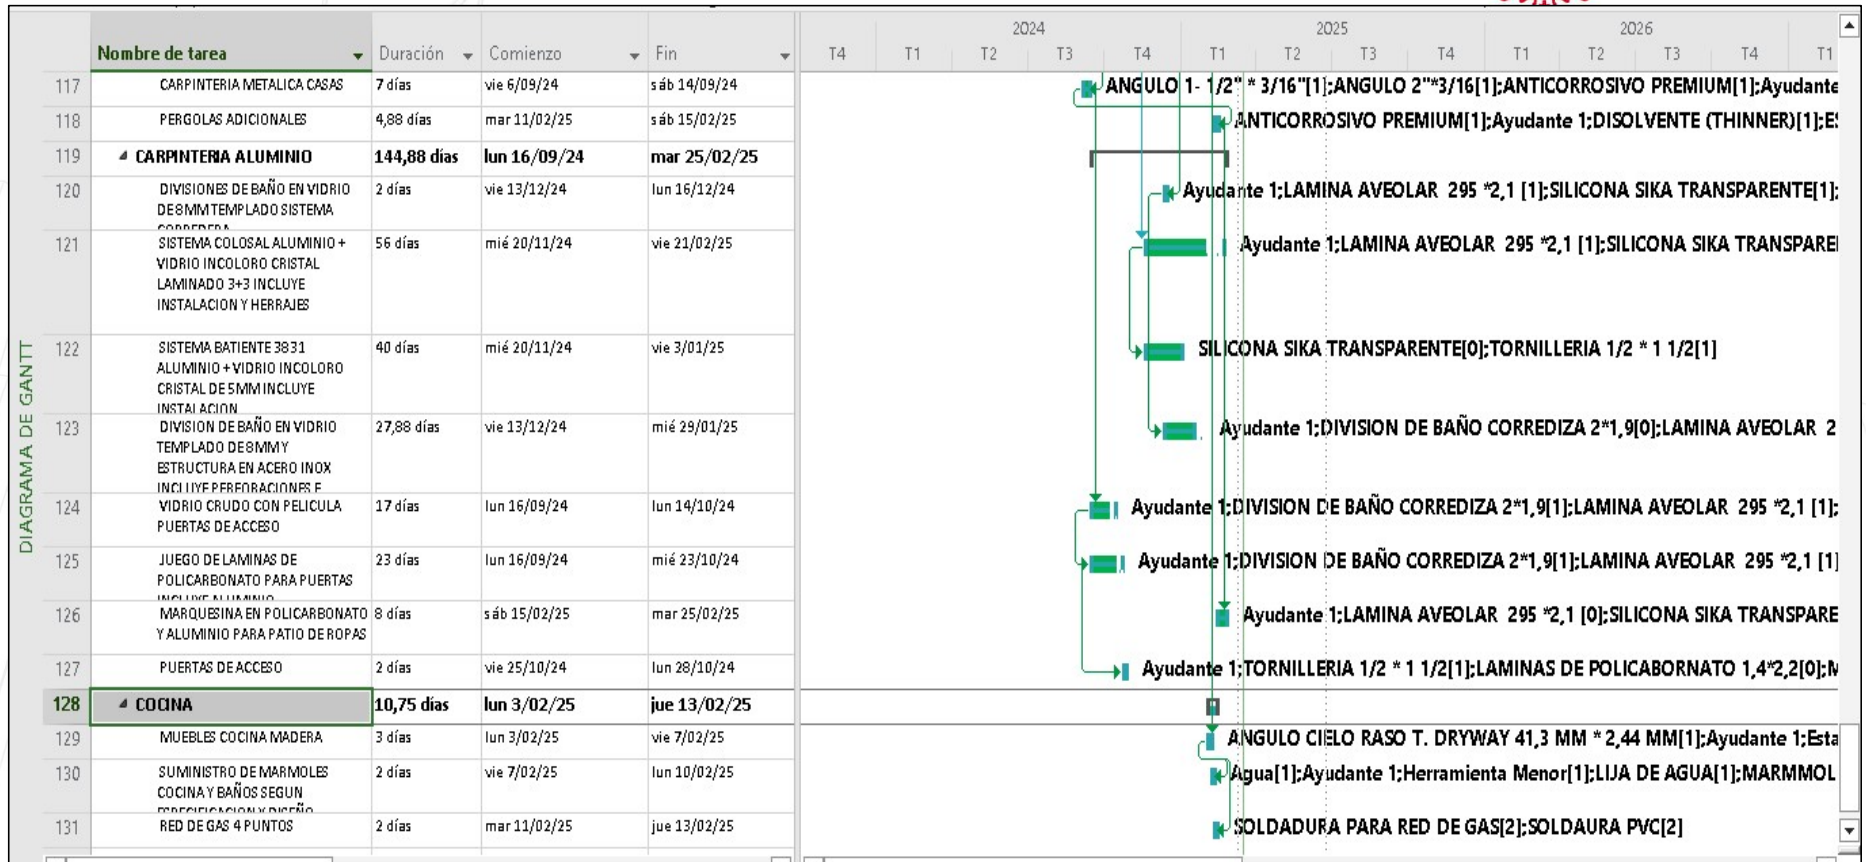 2024 2025 2026
Nombre de tarea Duración Comienzo Fin T4 T1 T2 T3 T4 T1 T2 T3 T4 T1 T2 T3 T4 T1
117 CARPINTERIA METALICA CASAS 7 días vie 6/09/24 sáb 14/09/24 ANGULO 1- 1/2" * 3/16"[1];ANGULO 2"*3/16[1];ANTICORROSIVO PREMIUM[1];Ayudante
118 PERGOLAS ADICIONALES 4,88 días mar 11/02/25 sáb 15/02/25 ANTICORROSIVO PREMIUM[1];Ayudante 1;DISOLVENTE (THINNER)[1];ES
119 CARPINTERIA ALUMINIO 144,88 días lun 16/09/24 mar 25/02/25
120 DIVISIONES DE BAÑO EN VIDRIO 2 días vie 13/12/24 lun 16/12/24 Ayudante 1;LAMINA AVEOLAR 295 *2,1 [1];SILICONA SIKA TRANSPARENTE[1];
DE 8 MM TEMPLADO SISTEMA
CORREDERA
121 SISTEMA COLOSAL ALUMINIO + 56 días mié 20/11/24 vie 21/02/25 Ayudante 1;LAMINA AVEOLAR 295 *2,1 [1];SILICONA SIKA TRANSPAREI
VIDRIO INCOLORO CRISTAL
LAMINADO 3+3 INCLUYE
INSTALACION Y HERRAJES
122 SISTEMA BATIENTE 3831 40 días mié 20/11/24 vie 3/01/25 SILICONA SIKA TRANSPARENTE[0];TORNILLERIA 1/2 * 1 1/2[1]
ALUMINIO + VIDRIO INCOLORO
CRISTAL DE 5MM INCLUYE
INSTALACION
123 DIVISION DE BAÑO EN VIDRIO 27,88 días vie 13/12/24 mié 29/01/25 Ayudante 1;DIVISION DE BAÑO CORREDIZA 2*1,9[0];LAMINA AVEOLAR 2
TEMPLADO DE 8MM Y
ESTRUCTURA EN ACERO INOX
INCLUYE PERFORACIONES E
124 VIDRIO CRUDO CON PELICULA 17 días lun 16/09/24 lun 14/10/24 Ayudante 1;DIVISION DE BAÑO CORREDIZA 2*1,9[1];LAMINA AVEOLAR 295 *2,1 [1];
PUERTAS DE ACCESO
125 JUEGO DE LAMINAS DE 23 días lun 16/09/24 mié 23/10/24 Ayudante 1;DIVISION DE BAÑO CORREDIZA 2*1,9[1];LAMINA AVEOLAR 295 *2,1 [1]
POLICARBONATO PARA PUERTAS
INCLUYE ALUMINIO
126 MARQUESINA EN POLICARBONATO 8 días sáb 15/02/25 mar 25/02/25 Ayudante 1;LAMINA AVEOLAR 295 *2,1 [0];SILICONA SIKA TRANSPARE
Y ALUMINIO PARA PATIO DE ROPAS
127 PUERTAS DE ACCESO 2 días vie 25/10/24 lun 28/10/24 Ayudante 1;TORNILLERIA 1/2 * 1 1/2[1];LAMINAS DE POLICABORNATO 1,4*2,2[0];M
128 COCINA 10,75 días lun 3/02/25 jue 13/02/25
129 MUEBLES COCINA MADERA 3 días lun 3/02/25 vie 7/02/25 ANGULO CIELO RASO T. DRYWAY 41,3 MM * 2,44 MM[1];Ayudante 1;Esta
130 SUMINISTRO DE MARMOLES 2 días vie 7/02/25 lun 10/02/25 Agua[1];Ayudante 1;Herramienta Menor[1];LIJA DE AGUA[1];MARMMOL
COCINA Y BAÑOS SEGUN
ESPECIFICACION Y DISEÑO
131 RED DE GAS 4 PUNTOS 2 días mar 11/02/25 jue 13/02/25 SOLDADURA PARA RED DE GAS[2];SOLDAURA PVC[2]
DIAGRAMA DE GANTT